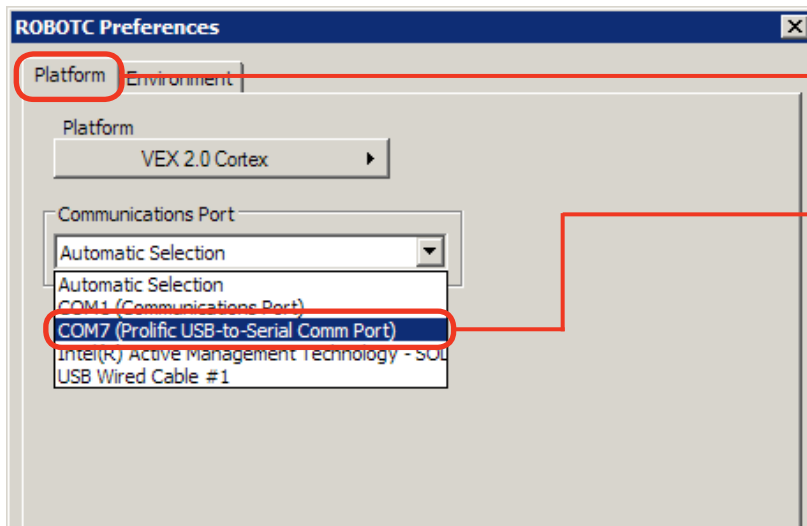 ROBOTC Preferences
Platform Environment
Platform
VEX 2.0 Cortex
Communications Port
Automatic Selection
Automatic Selection
COM1 (Communications Port)
COM7 (Prolific USB-to-Serial Comm Port)
Intel(R) Active Management Technology - SOL
USB Wired Cable #1